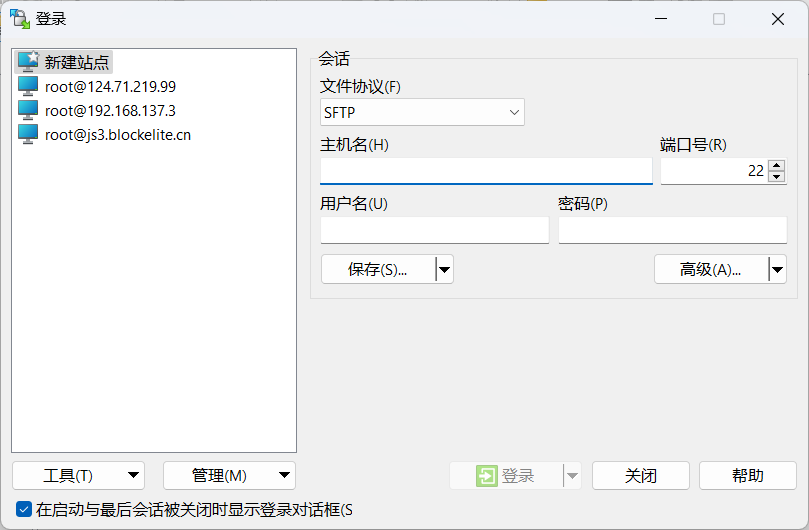 登录
新建站点
root@124.71.219.99
root@192.168.137.3
root@js3.blockelite.cn
会话
文件协议(F)
SFTP
主机名(H) 端口号(R)
22
用户名(U) 密码(P)
保存(S)... 高级(A)...
工具(T) 管理(M) 登录 关闭 帮助
在启动与最后会话被关闭时显示登录对话框(S